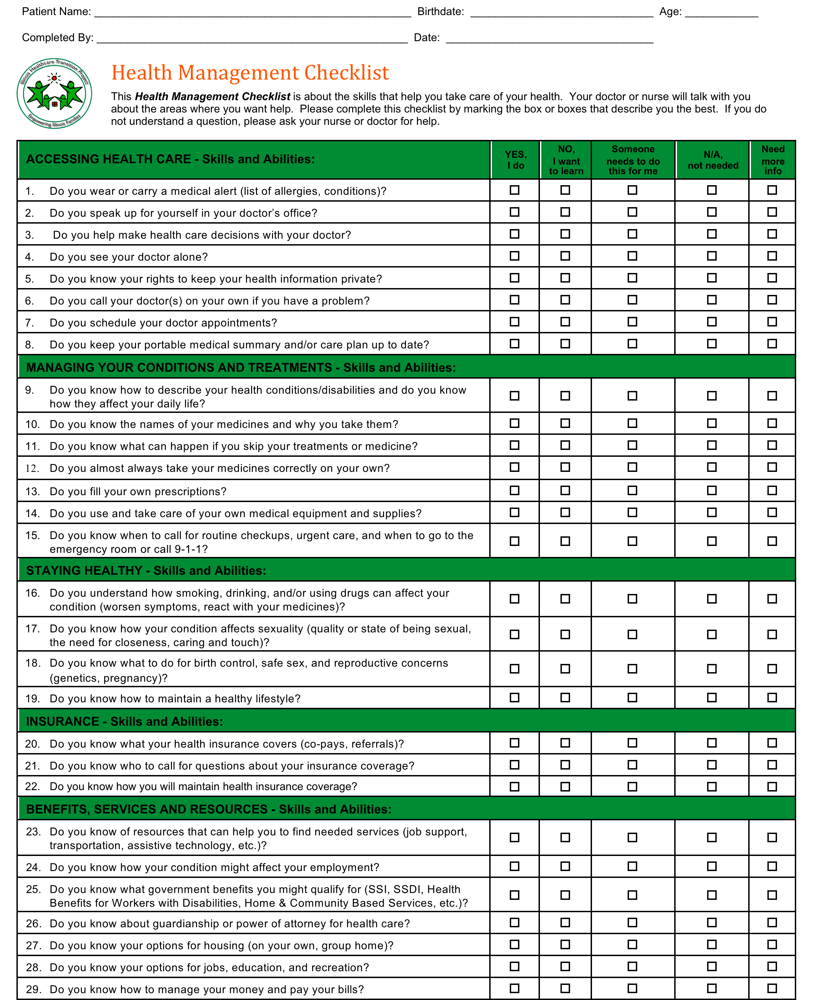 Patient Name: ____________________________________________________ Birthdate: ______________________________ Age: ____________
Completed By: ___________________________________________________ Date: __________________________________
Illinois Healthcare Transition Project
Empowering Illinois Families
Health Management Checklist
This Health Management Checklist is about the skills that help you take care of your health. Your doctor or nurse will talk with you
about the areas where you want help. Please complete this checklist by marking the box or boxes that describe you the best. If you do
not understand a question, please ask your nurse or doctor for help.
ACCESSING HEALTH CARE - Skills and Abilities:
YES,
I do
NO,
I want
to learn
Someone
needs to do
this for me
N/A,
not needed
Need
more
info
1. Do you wear or carry a medical alert (list of allergies, conditions)?
2. Do you speak up for yourself in your doctor’s office?
3. Do you help make health care decisions with your doctor?
4. Do you see your doctor alone?
5. Do you know your rights to keep your health information private?
6. Do you call your doctor(s) on your own if you have a problem?
7. Do you schedule your doctor appointments?
8. Do you keep your portable medical summary and/or care plan up to date?
MANAGING YOUR CONDITIONS AND TREATMENTS - Skills and Abilities:
9. Do you know how to describe your health conditions/disabilities and do you know
how they affect your daily life?
10. Do you know the names of your medicines and why you take them?
11. Do you know what can happen if you skip your treatments or medicine?
12. Do you almost always take your medicines correctly on your own?
13. Do you fill your own prescriptions?
14. Do you use and take care of your own medical equipment and supplies?
15. Do you know when to call for routine checkups, urgent care, and when to go to the
emergency room or call 9-1-1?
STAYING HEALTHY - Skills and Abilities:
16. Do you understand how smoking, drinking, and/or using drugs can affect your
condition (worsen symptoms, react with your medicines)?
17. Do you know how your condition affects sexuality (quality or state of being sexual,
the need for closeness, caring and touch)?
18. Do you know what to do for birth control, safe sex, and reproductive concerns
(genetics, pregnancy)?
19. Do you know how to maintain a healthy lifestyle?
INSURANCE - Skills and Abilities:
20. Do you know what your health insurance covers (co-pays, referrals)?
21. Do you know who to call for questions about your insurance coverage?
22. Do you know how you will maintain health insurance coverage?
BENEFITS, SERVICES AND RESOURCES - Skills and Abilities:
23. Do you know of resources that can help you to find needed services (job support,
transportation, assistive technology, etc.)?
24. Do you know how your condition might affect your employment?
25. Do you know what government benefits you might qualify for (SSI, SSDI, Health
Benefits for Workers with Disabilities, Home & Community Based Services, etc.)?
26. Do you know about guardianship or power of attorney for health care?
27. Do you know your options for housing (on your own, group home)?
28. Do you know your options for jobs, education, and recreation?
29. Do you know how to manage your money and pay your bills?